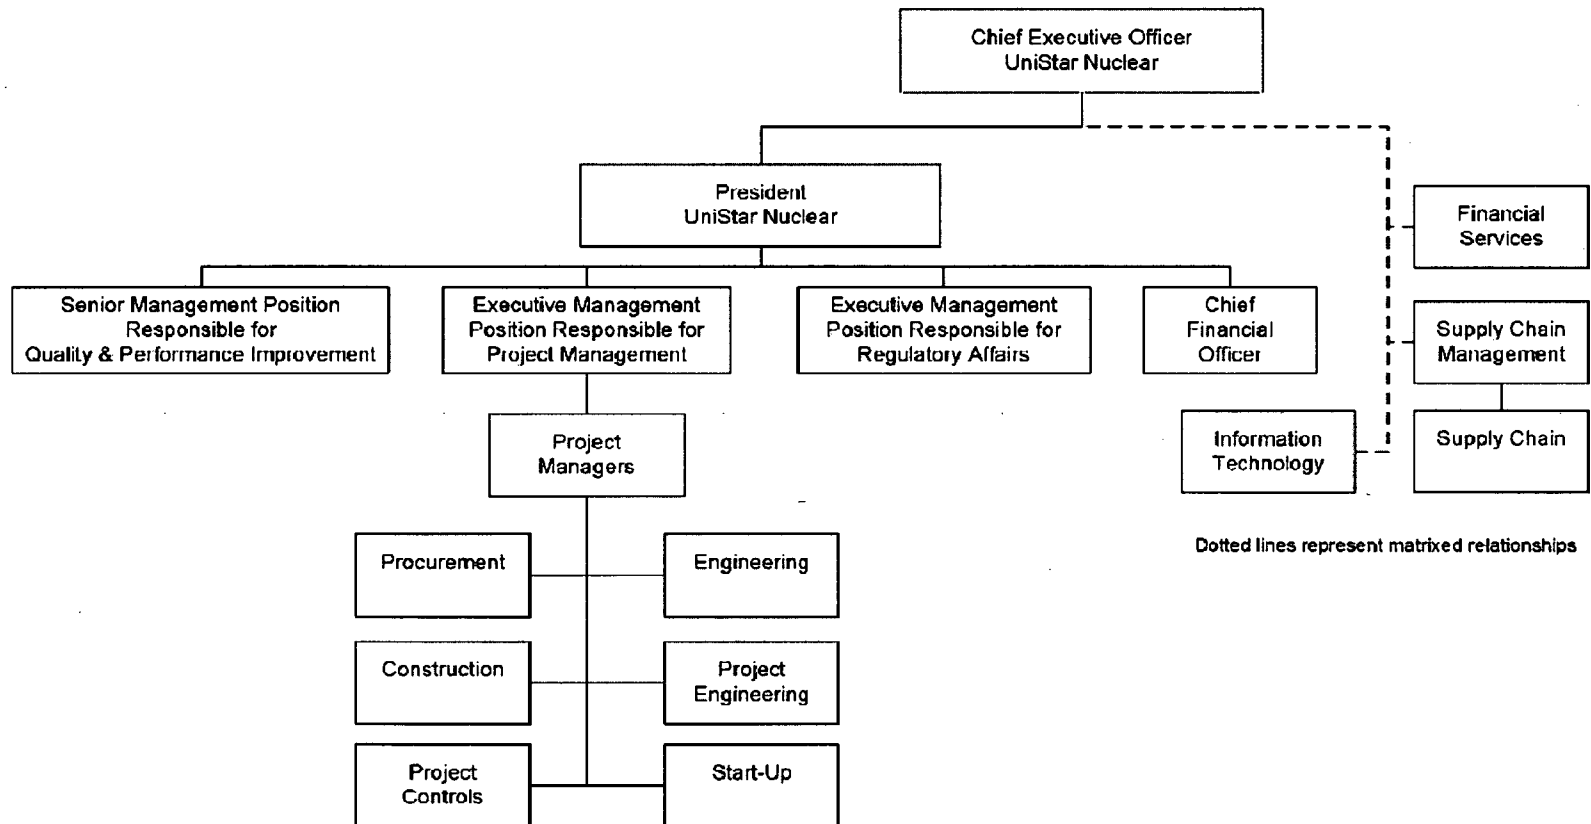 Chief Executive Officer
UniStar Nuclear
President
UniStar Nuclear
Financial
Services
Senior Management Position
Responsible for
Quality & Performance Improvement
Executive Management
Position Responsible for
Project Management
Executive Management
Position Responsible for
Regulatory Affairs
Chief
Financial
Officer
Supply Chain
Management
Project
Managers
Information
Technology
Supply Chain
Dotted lines represent matrixed relationships
Procurement
Engineering
Construction
Project
Engineering
Project
Controls
Start-Up